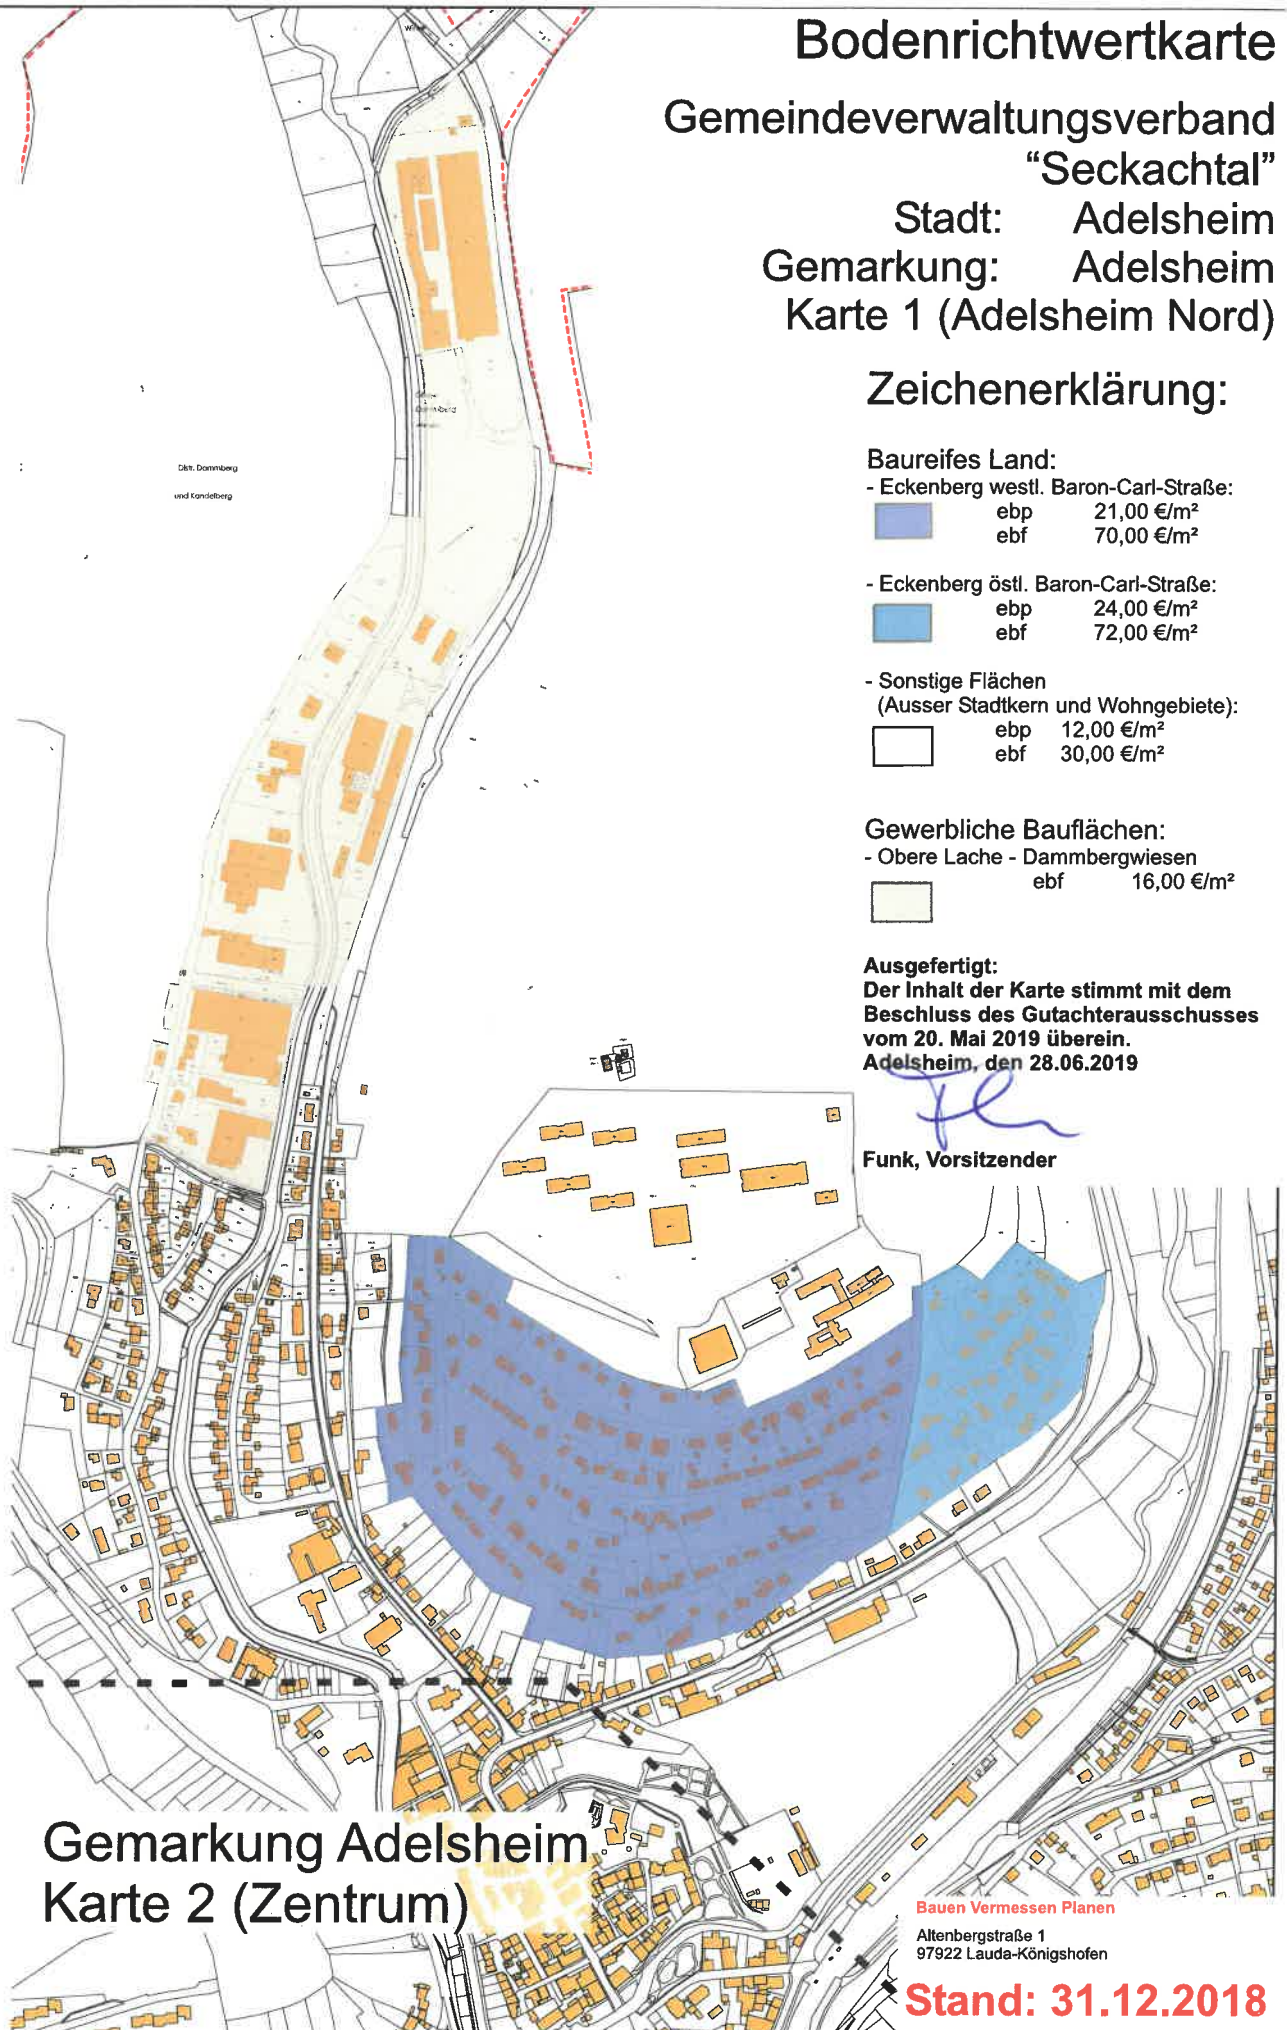 Bodenrichtwertkarte
Gemeindeverwaltungsverband
“Seckachtal”
Stadt: Adelsheim
Gemarkung: Adelsheim
Karte 1 (Adelsheim Nord)
Zeichenerklärung:
Baureifes Land:
- Eckenberg westl. Baron-Carl-Straße:
ebp 21,00 €/m²
ebf 70,00 €/m²
- Eckenberg östl. Baron-Carl-Straße:
ebp 24,00 €/m²
ebf 72,00 €/m²
- Sonstige Flächen
(Ausser Stadtkern und Wohngebiete):
ebp 12,00 €/m²
ebf 30,00 €/m²
Gewerbliche Bauflächen:
- Obere Lache - Dammbergwiesen
ebf 16,00 €/m²
Ausgefertigt:
Der Inhalt der Karte stimmt mit dem
Beschluss des Gutachterausschusses
vom 20. Mai 2019 überein.
Adelsheim, den 28.06.2019
Funk, Vorsitzender
Distr. Dammberg
und Kandelberg
Gemarkung Adelsheim
Karte 2 (Zentrum)
Bauen Vermessen Planen
Altenbergstraße 1
97922 Lauda-Königshofen
Stand: 31.12.2018